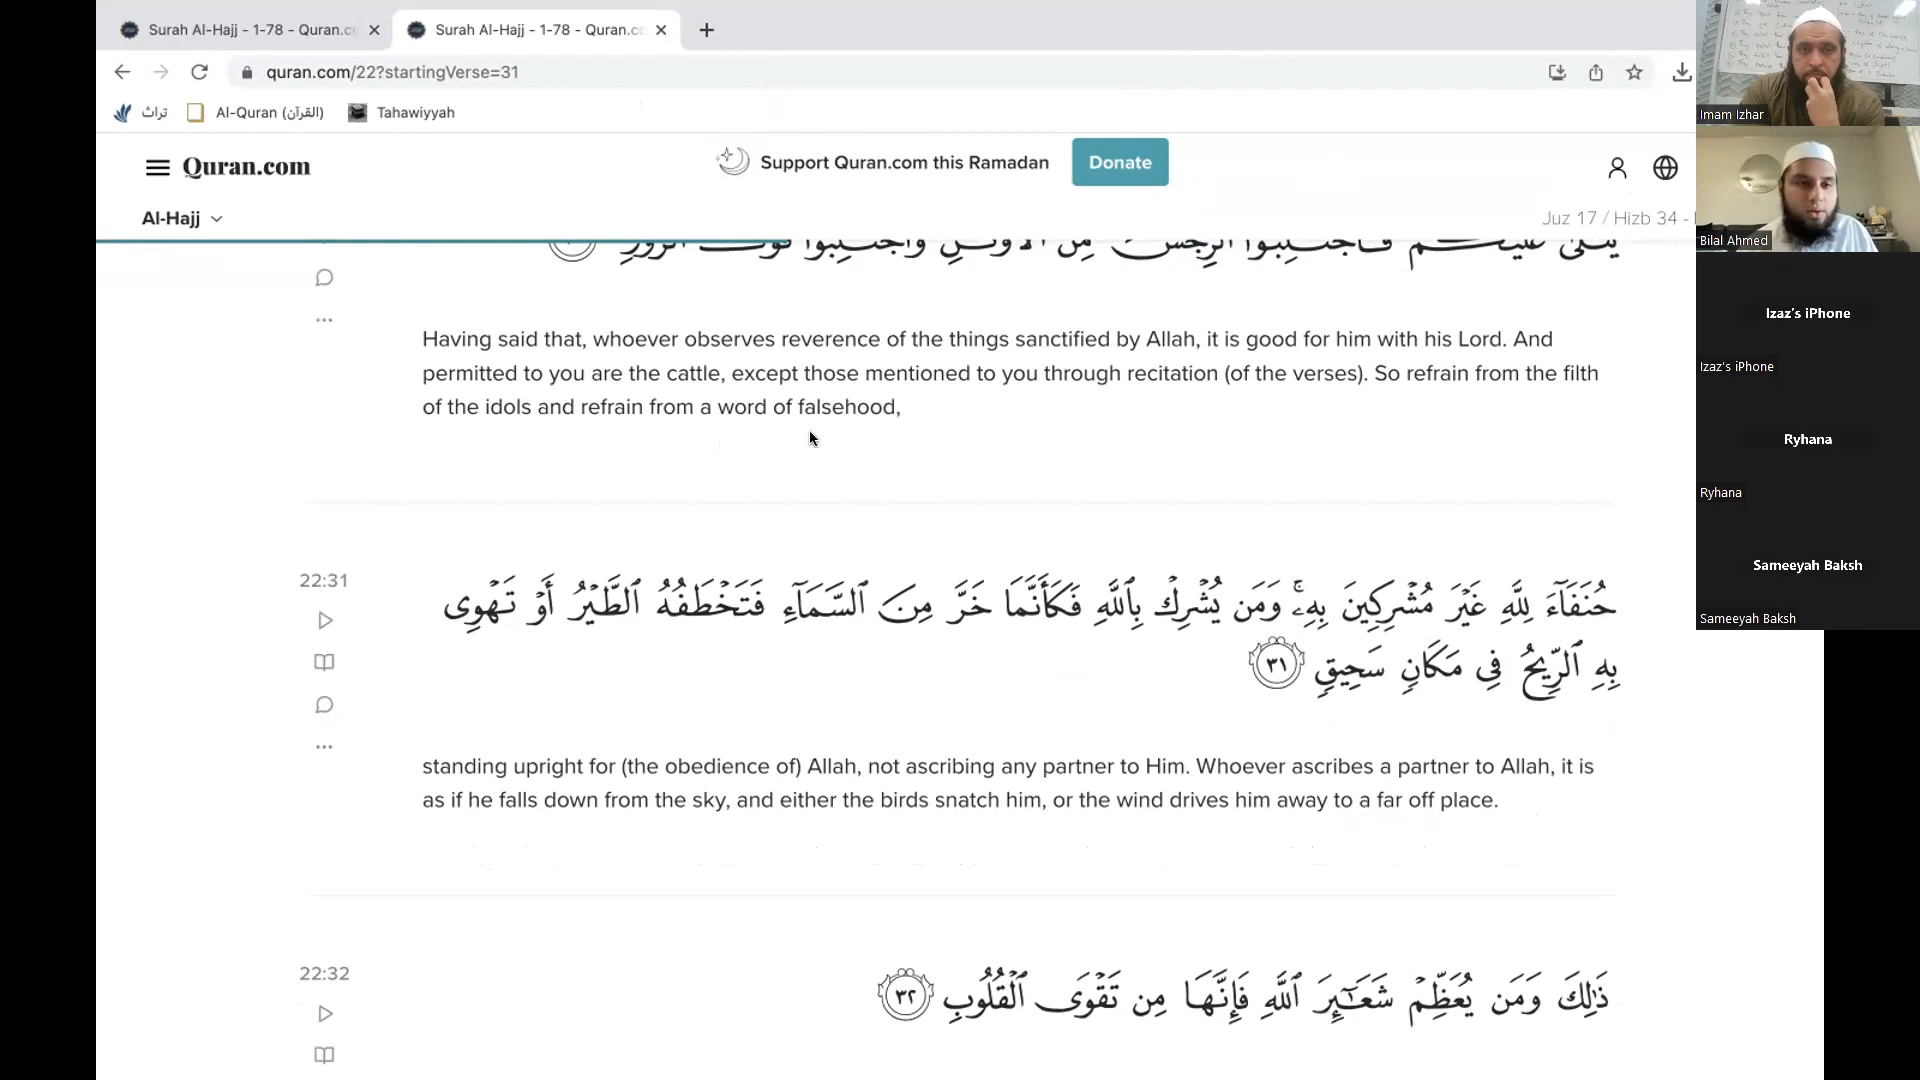 Surah Al-Hajj - 1-78 - Quran.c
Surah Al-Hajj - 1-78 - Quran.c
quran.com/22?startingVerse=31
تراث
Al-Quran (القرآن)
Tahawiyyah
Quran.com
Support Quran.com this Ramadan
Donate
Al-Hajj
Juz 17 / Hizb 34 -
Having said that, whoever observes reverence of the things sanctified by Allah, it is good for him with his Lord. And
permitted to you are the cattle, except those mentioned to you through recitation (of the verses). So refrain from the filth
of the idols and refrain from a word of falsehood,
22:31
حُنَفَآءَ لِلَّهِ غَيْرَ مُشْرِكِينَ بِهِۦۚ وَمَن يُشْرِكْ بِٱللَّهِ فَكَأَنَّمَا خَرَّ مِنَ ٱلسَّمَآءِ فَتَخْطَفُهُ ٱلطَّيْرُ أَوْ تَهْوِى
بِهِ ٱلرِّيحُ فِى مَكَانٍ سَحِيقٍ ٣١
standing upright for (the obedience of) Allah, not ascribing any partner to Him. Whoever ascribes a partner to Allah, it is
as if he falls down from the sky, and either the birds snatch him, or the wind drives him away to a far off place.
22:32
ذَٰلِكَ وَمَن يُعَظِّمْ شَعَـٰٓئِرَ ٱللَّهِ فَإِنَّهَا مِن تَقْوَى ٱلْقُلُوبِ ٣٢
Imam Izhar
Bilal Ahmed
Izaz's iPhone
Izaz's iPhone
Ryhana
Ryhana
Sameeyah Baksh
Sameeyah Baksh